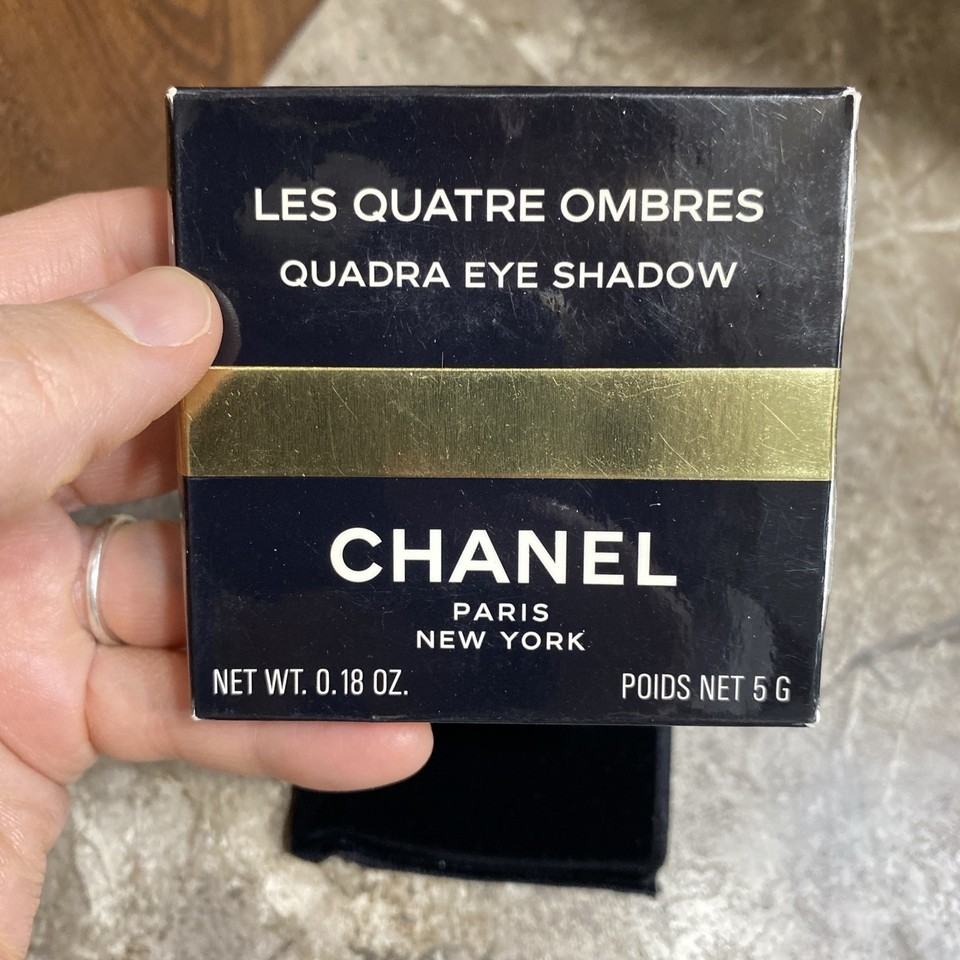 LES QUATRE OMBRES
QUADRA EYE SHADOW
CHANEL
PARIS
NEW YORK
NET WT. 0.18 OZ. POIDS NET 5 G